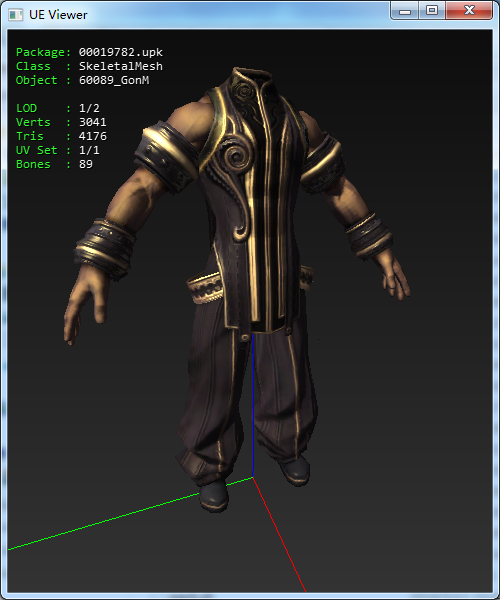 UE Viewer
Package: 00019782.upk
Class : SkeletalMesh
Object : 60089_GonM
LOD : 1/2
Verts : 3041
Tris : 4176
UV Set : 1/1
Bones : 89